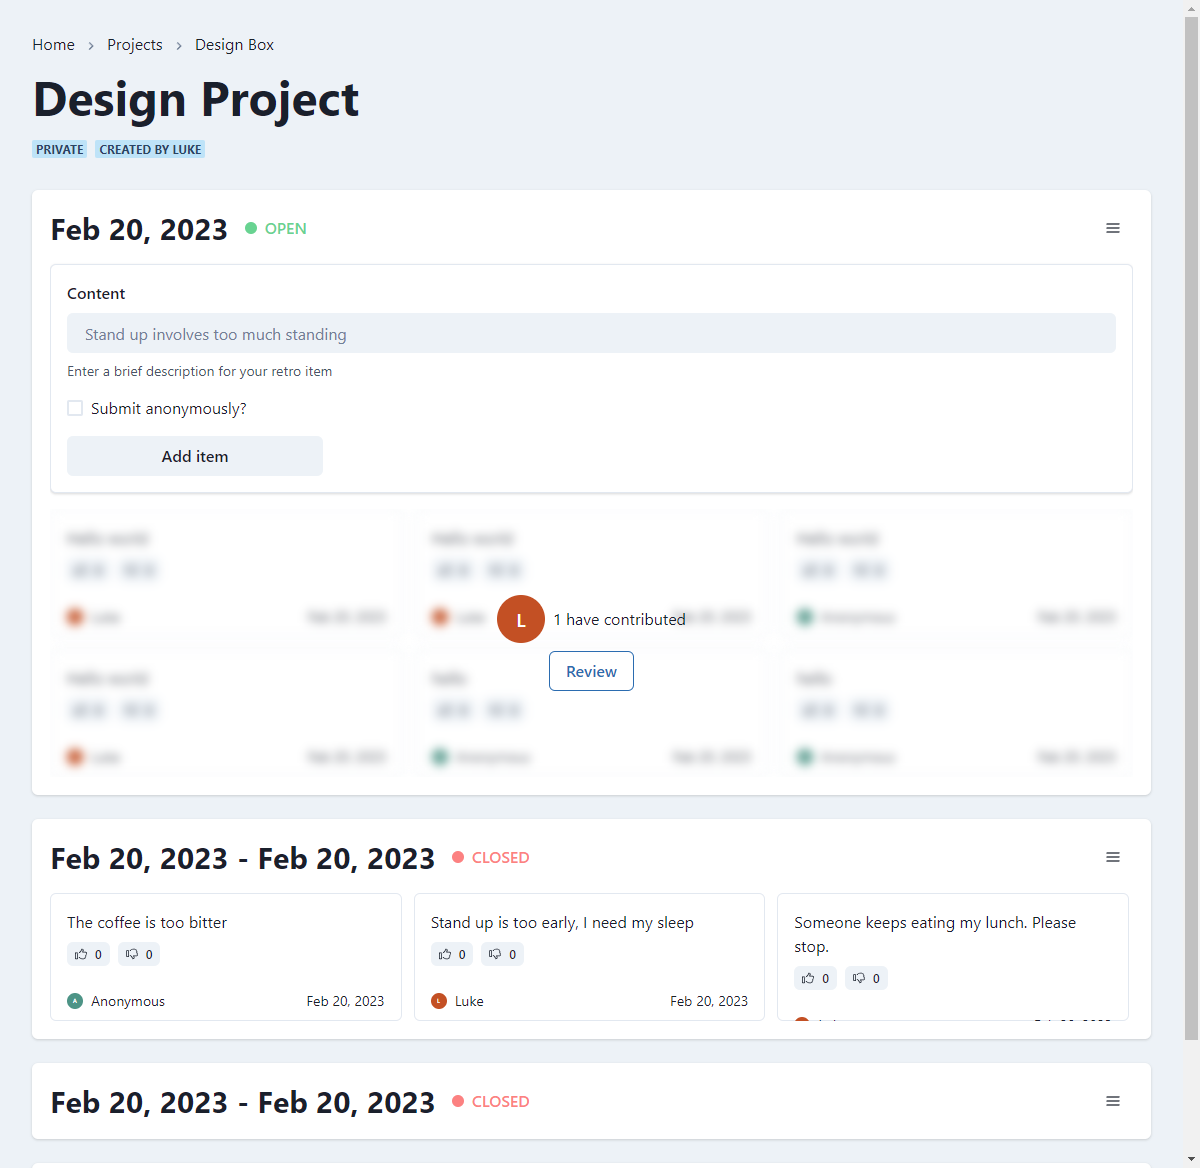 Home > Projects > Design Box
Design Project
PRIVATE CREATED BY LUKE
Feb 20, 2023 OPEN
Content
Stand up involves too much standing
Enter a brief description for your retro item
Submit anonymously?
Add item
L 1 have contributed
Review
Feb 20, 2023 - Feb 20, 2023 CLOSED
The coffee is too bitter
0 0
A Anonymous Feb 20, 2023
Stand up is too early, I need my sleep
0 0
L Luke Feb 20, 2023
Someone keeps eating my lunch. Please
stop.
0 0
Feb 20, 2023 - Feb 20, 2023 CLOSED